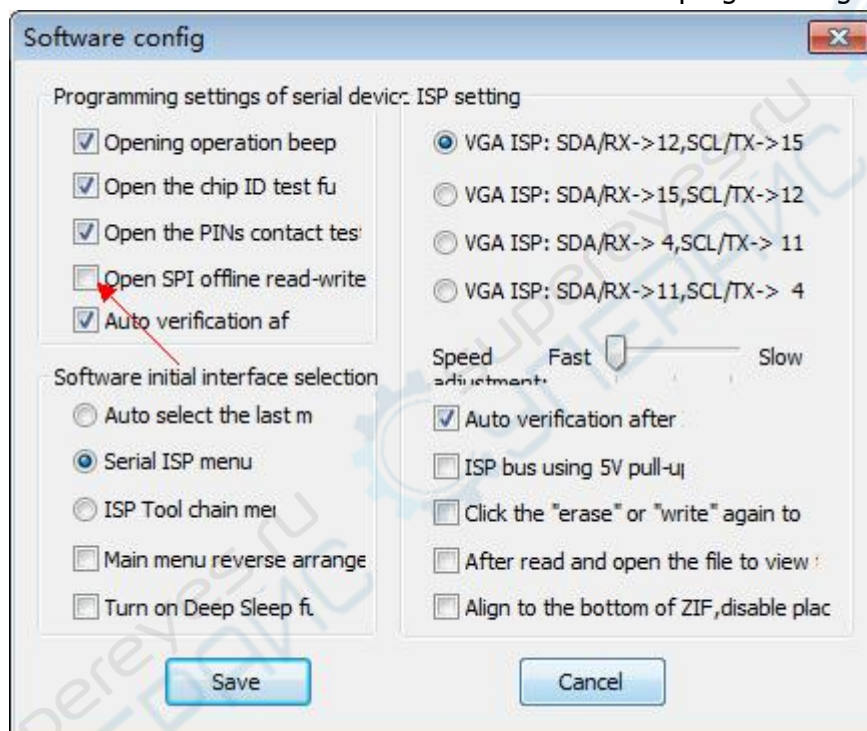 Software config
Programming settings of serial devic
Opening operation beep
Open the chip ID test fu
Open the PINs contact tes
Open SPI offline read-write
Auto verification af
Software initial interface selection
Auto select the last m
Serial ISP menu
ISP Tool chain me
Main menu reverse arrange
Turn on Deep Sleep f
Save
ISP setting
VGA ISP: SDA/RX->12,SCL/TX->15
VGA ISP: SDA/RX->15,SCL/TX->12
VGA ISP: SDA/RX-> 4,SCL/TX-> 11
VGA ISP: SDA/RX->11,SCL/TX-> 4
Speed adjustment: Fast Slow
Auto verification after
ISP bus using 5V pull-u
Click the "erase" or "write" again to
After read and open the file to view
Align to the bottom of ZIF,disable plac
Cancel
supereyes.ru
СУПЕРАЙС